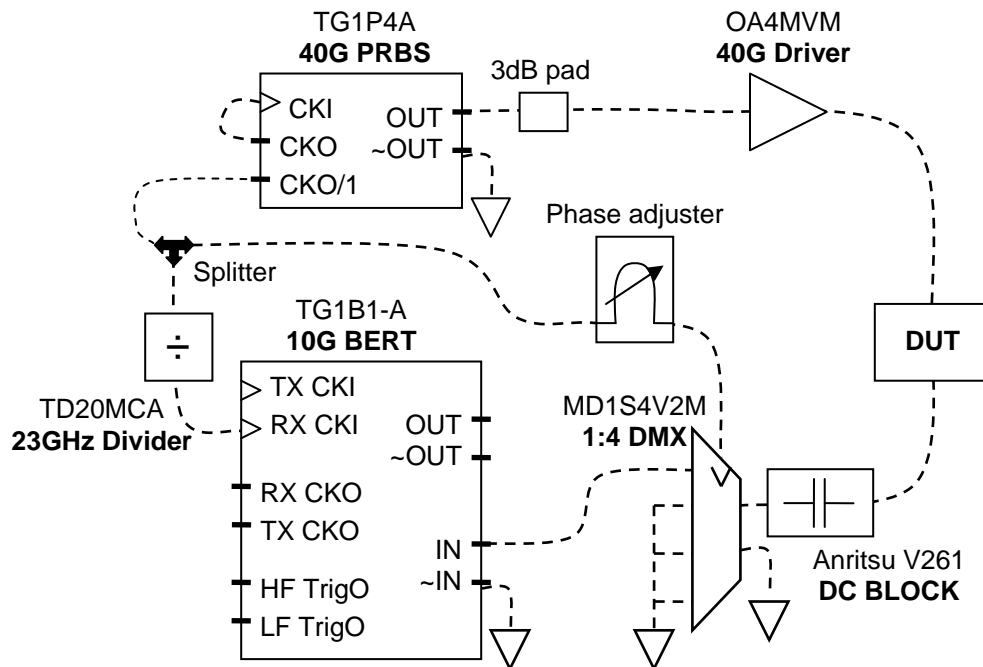 TG1P4A
40G PRBS
CKI
CKO
CKO/1
OUT
~OUT
3dB pad
OA4MVM
40G Driver
Phase adjuster
Splitter
÷
TD20MCA
23GHz Divider
TG1B1-A
10G BERT
TX CKI
RX CKI
RX CKO
TX CKO
HF TrigO
LF TrigO
OUT
~OUT
IN
~IN
MD1S4V2M
1:4 DMX
DUT
Anritsu V261
DC BLOCK